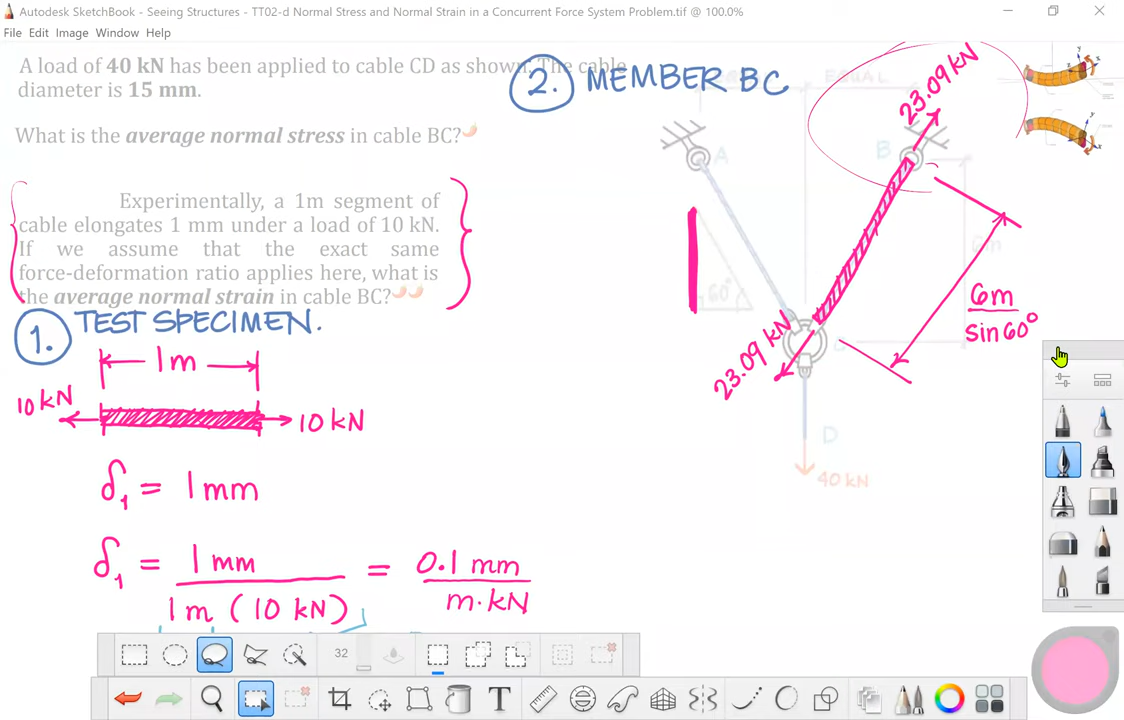 Autodesk SketchBook - Seeing Structures - TT02-d Normal Stress and Normal Strain in a Concurrent Force System Problem.tif @ 100.0%
File Edit Image Window Help
A load of 40 kN has been applied to cable CD as shown. The cable
diameter is 15 mm.
What is the average normal stress in cable BC?
Experimentally, a 1m segment of
cable elongates 1 mm under a load of 10 kN.
If we assume that the exact same
force-deformation ratio applies here, what is
the average normal strain in cable BC?
1. TEST SPECIMEN.
1m
10 kN
10 kN
δ1 = 1mm
δ1 = 1 mm / 1m (10 kN) = 0.1 mm / m·kN
2. MEMBER BC
EQUAL
23.09 kN
A
B
6m
60°
6m / sin60°
23.09 kN
D
40 kN
32
T